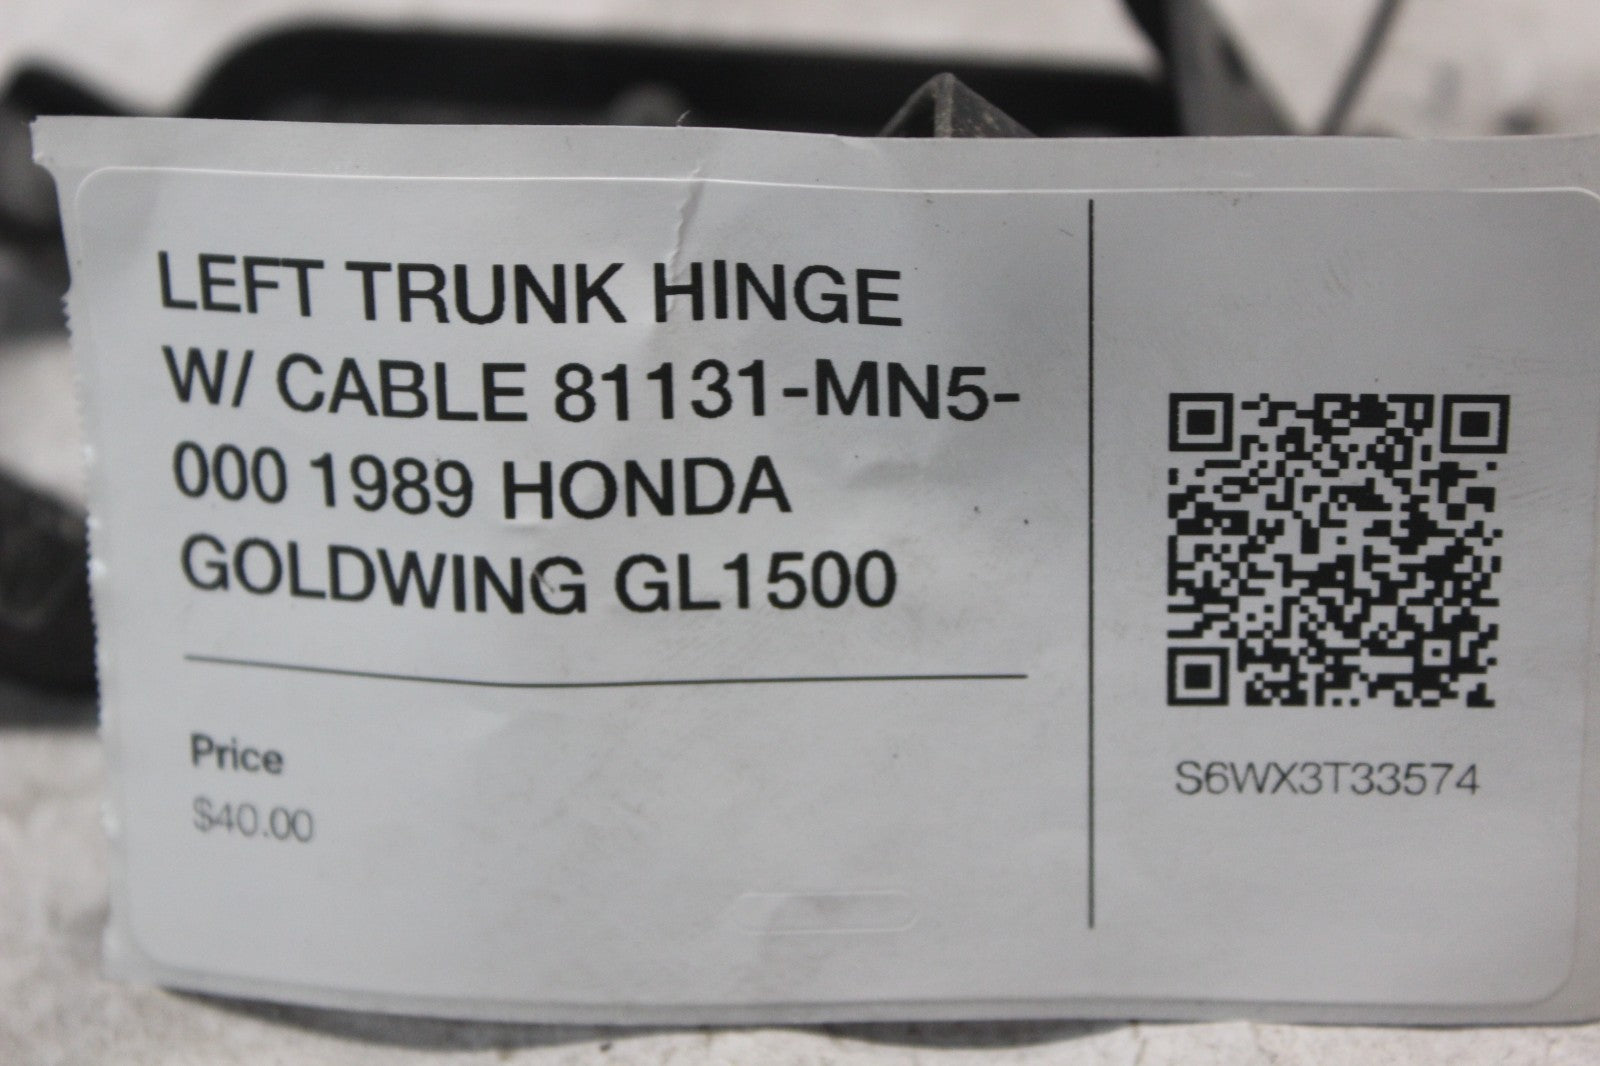 LEFT TRUNK HINGE
W/ CABLE 81131-MN5-
000 1989 HONDA
GOLDWING GL1500
Price
$40.00
S6WX3T33574